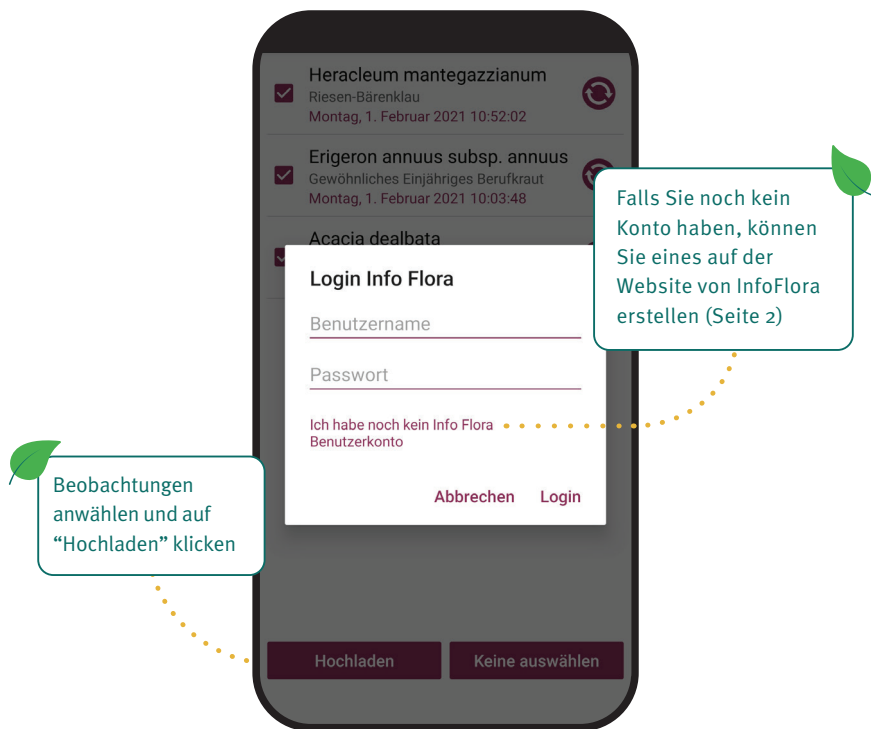 Heracleum mantegazzianum
Riesen-Bärenklau
Montag, 1. Februar 2021 10:52:02
Erigeron annuus subsp. annuus
Gewöhnliches Einjähriges Berufkraut
Montag, 1. Februar 2021 10:03:48
Acacia dealbata
Falls Sie noch kein
Konto haben, können
Sie eines auf der
Website von InfoFlora
erstellen (Seite 2)
Login Info Flora
Benutzername
Passwort
Ich habe noch kein Info Flora
Benutzerkonto
Abbrechen Login
Beobachtungen
anwählen und auf
“Hochladen” klicken
Hochladen Keine auswählen